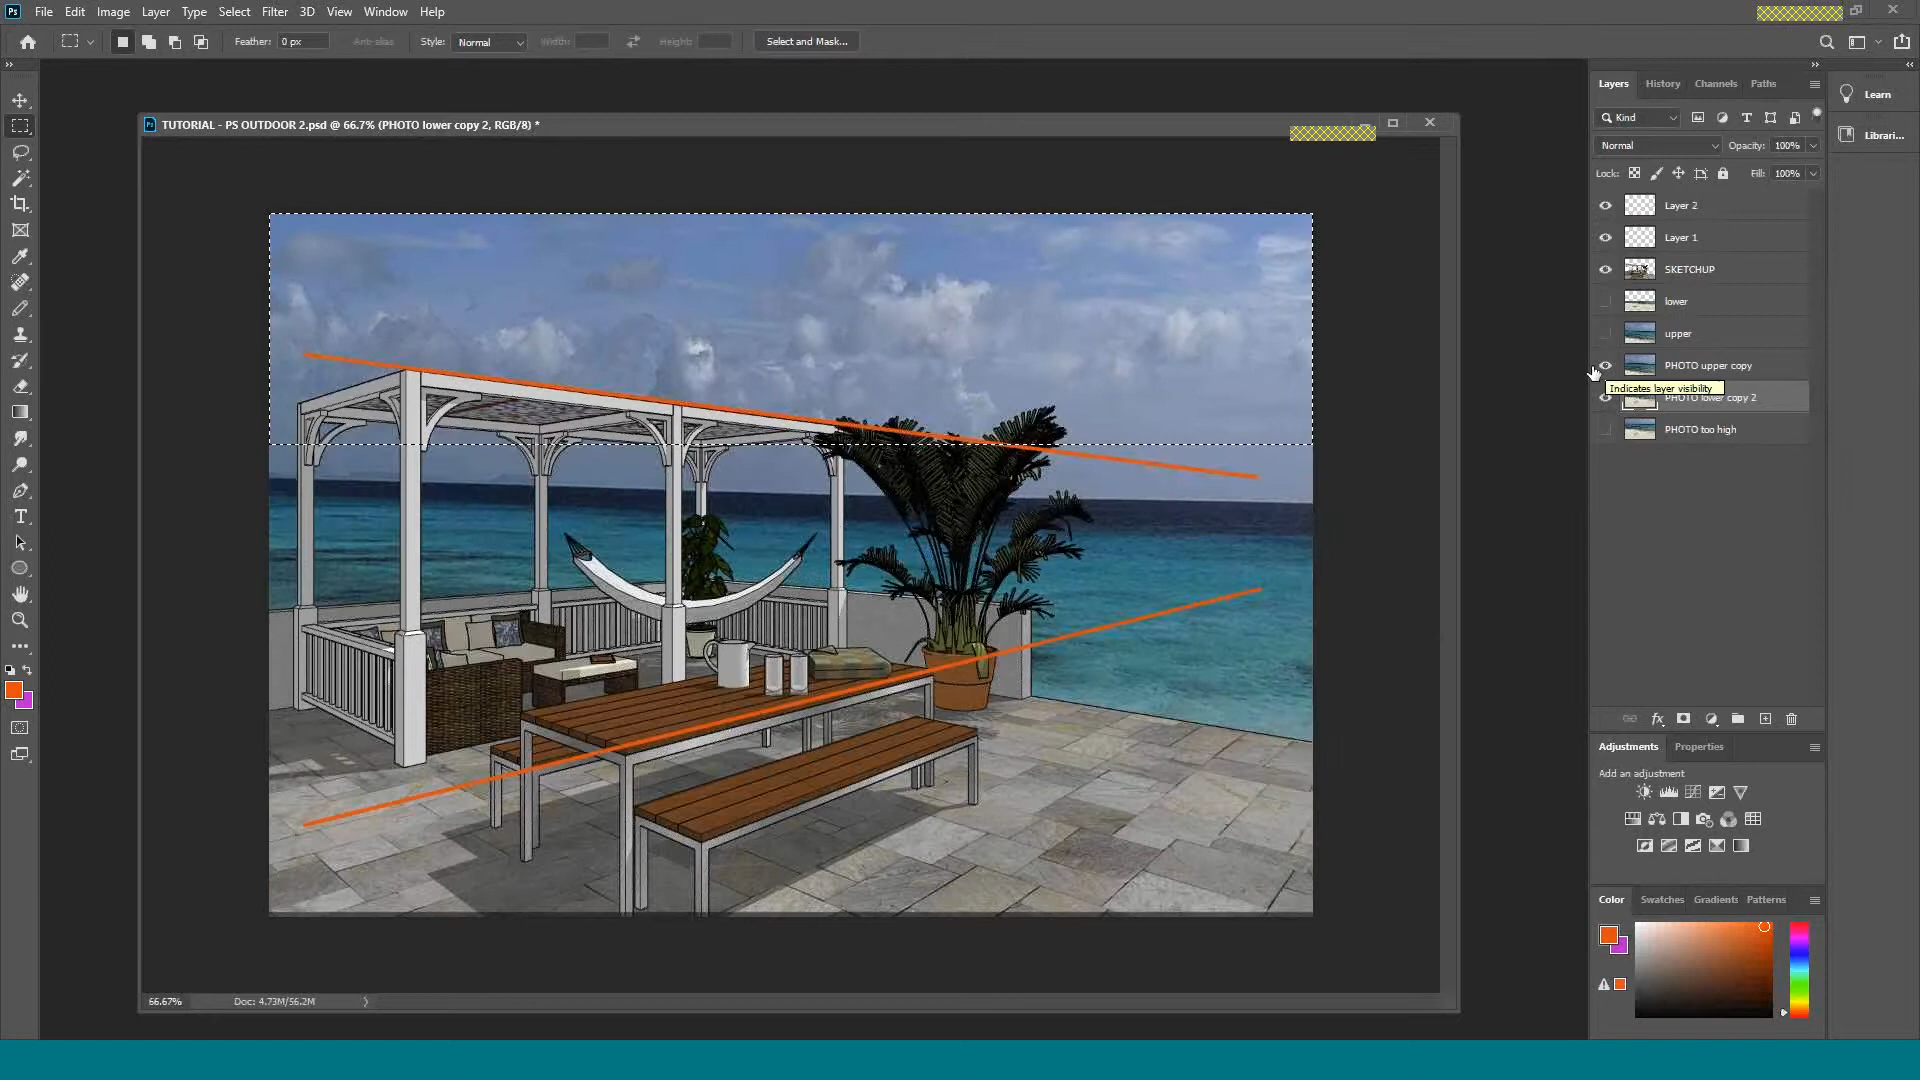 Ps File Edit Image Layer Type Select Filter 3D View Window Help
Feather: 0 px Anti-alias Style: Normal Width: Height: Select and Mask...
TUTORIAL - PS OUTDOOR 2.psd @ 66.7% (PHOTO lower copy 2, RGB/8) *
66.67% Doc: 4.73M/56.2M
Layers History Channels Paths
Kind
Normal Opacity: 100%
Lock: Fill: 100%
Layer 2
Layer 1
SKETCHUP
lower
upper
PHOTO upper copy
Indicates layer visibility
PHOTO lower copy 2
PHOTO too high
fx
Adjustments Properties
Add an adjustment
Color Swatches Gradients Patterns
Learn
Librari...